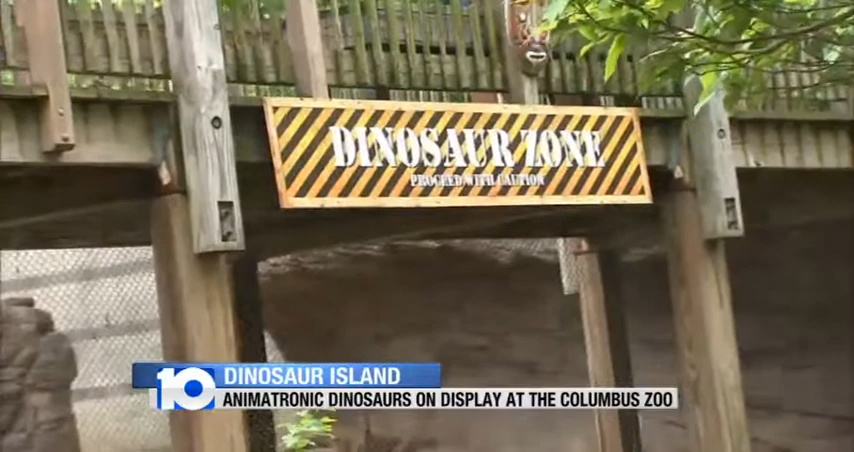 DINOSAUR ZONE
PROCEED WITH CAUTION
10
DINOSAUR ISLAND
ANIMATRONIC DINOSAURS ON DISPLAY AT THE COLUMBUS ZOO